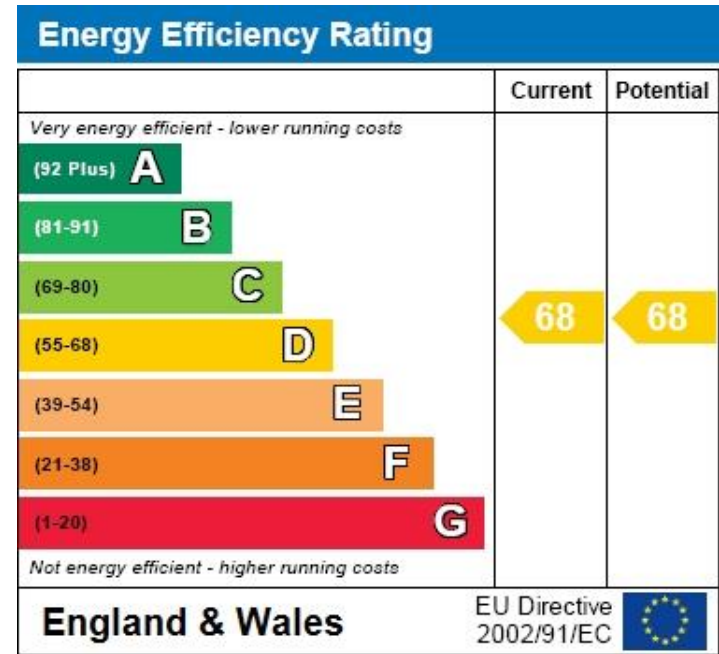 Energy Efficiency Rating
Current Potential
Very energy efficient - lower running costs
(92 Plus) A
(81-91) B
(69-80) C
(55-68) D
(39-54) E
(21-38) F
(1-20) G
68 68
Not energy efficient - higher running costs
England & Wales
EU Directive
2002/91/EC